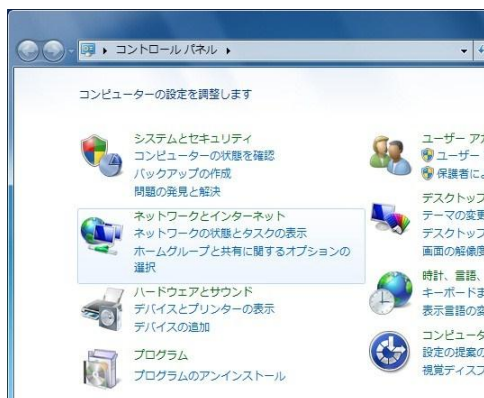 コントロール パネル
コンピューターの設定を調整します
システムとセキュリティ
コンピューターの状態を確認
バックアップの作成
問題の発見と解決
ネットワークとインターネット
ネットワークの状態とタスクの表示
ホームグループと共有に関するオプションの
選択
ハードウェアとサウンド
デバイスとプリンターの表示
デバイスの追加
プログラム
プログラムのアンインストール
ユーザー アカ
ユーザー
保護者によ
デスクトップ
テーマの変更
デスクトップ
画面の解像度
時計、言語、
キーボードま
表示言語の変
コンピュータ
設定の提案の
視覚ディスプ